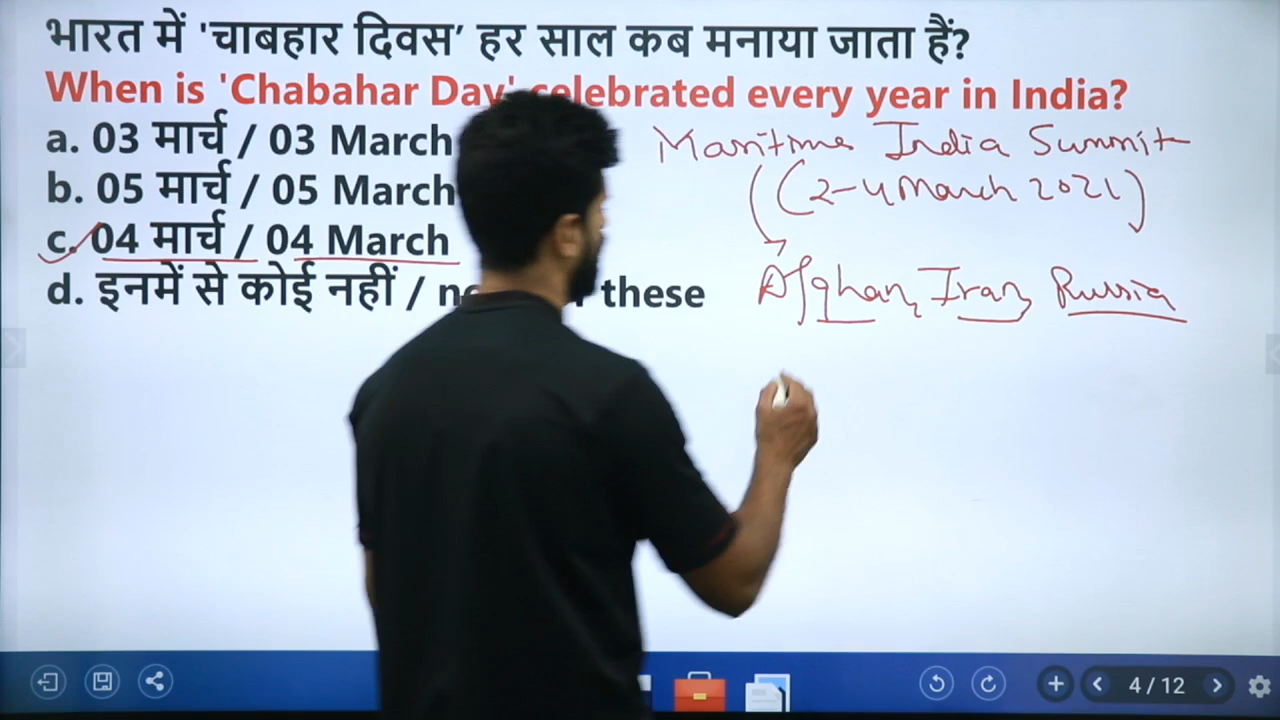 भारत में 'चाबहार दिवस’ हर साल कब मनाया जाता हैं?
When is 'Chabahar Day' celebrated every year in India?
a. 03 मार्च / 03 March
b. 05 मार्च / 05 March
c. 04 मार्च / 04 March
d. इनमें से कोई नहीं / these
Maritime India Summit
(2-4 March 2021)
Afghan, Iran, Russia
4 / 12